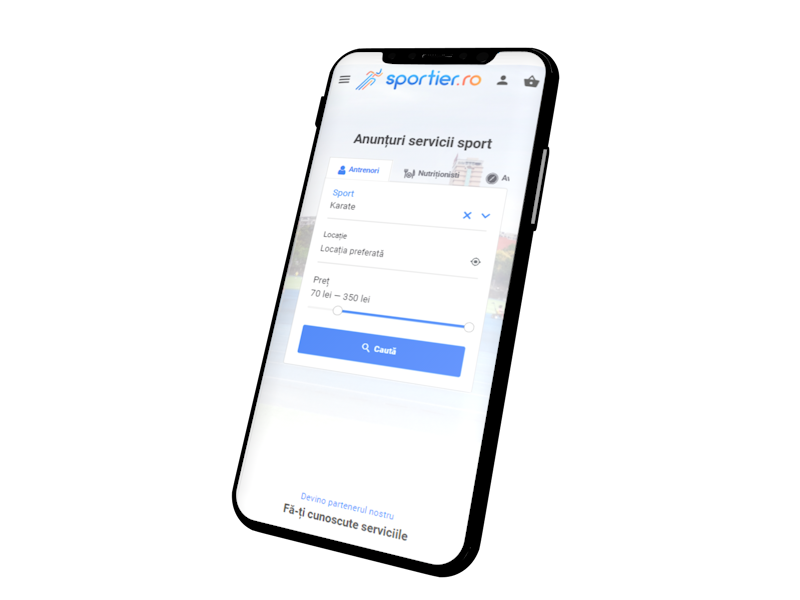 sportier.ro
Anunțuri servicii sport
Antrenori
Nutriționisti
Sport
Karate
Locație
Locația preferată
Preț
70 lei — 350 lei
Caută
Devino partenerul nostru
Fă-ți cunoscute serviciile